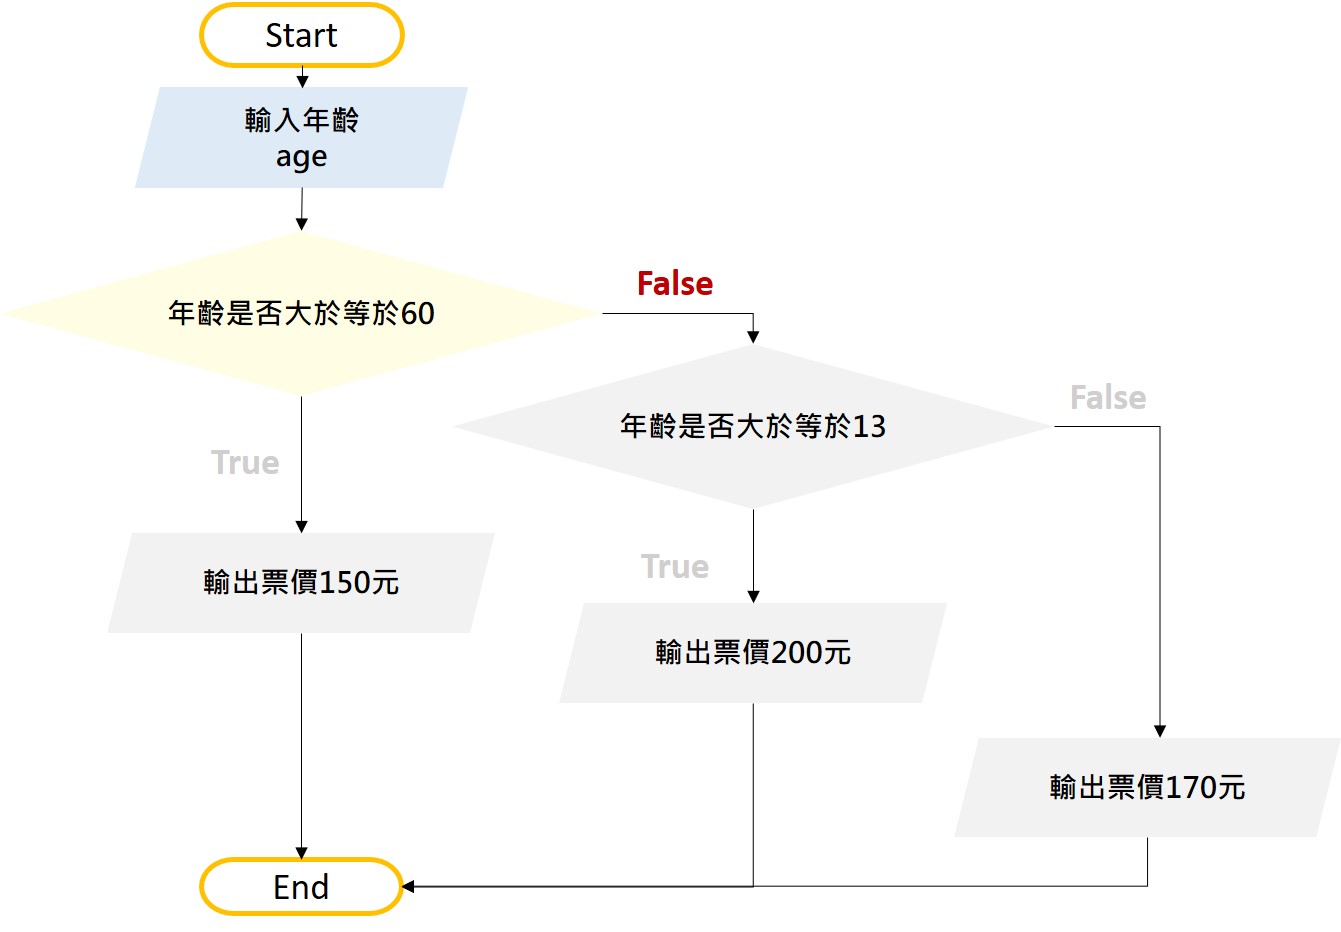 Start
輸入年齡
age
年齡是否大於等於60
False
年齡是否大於等於13
False
True
輸出票價150元
True
輸出票價200元
輸出票價170元
End